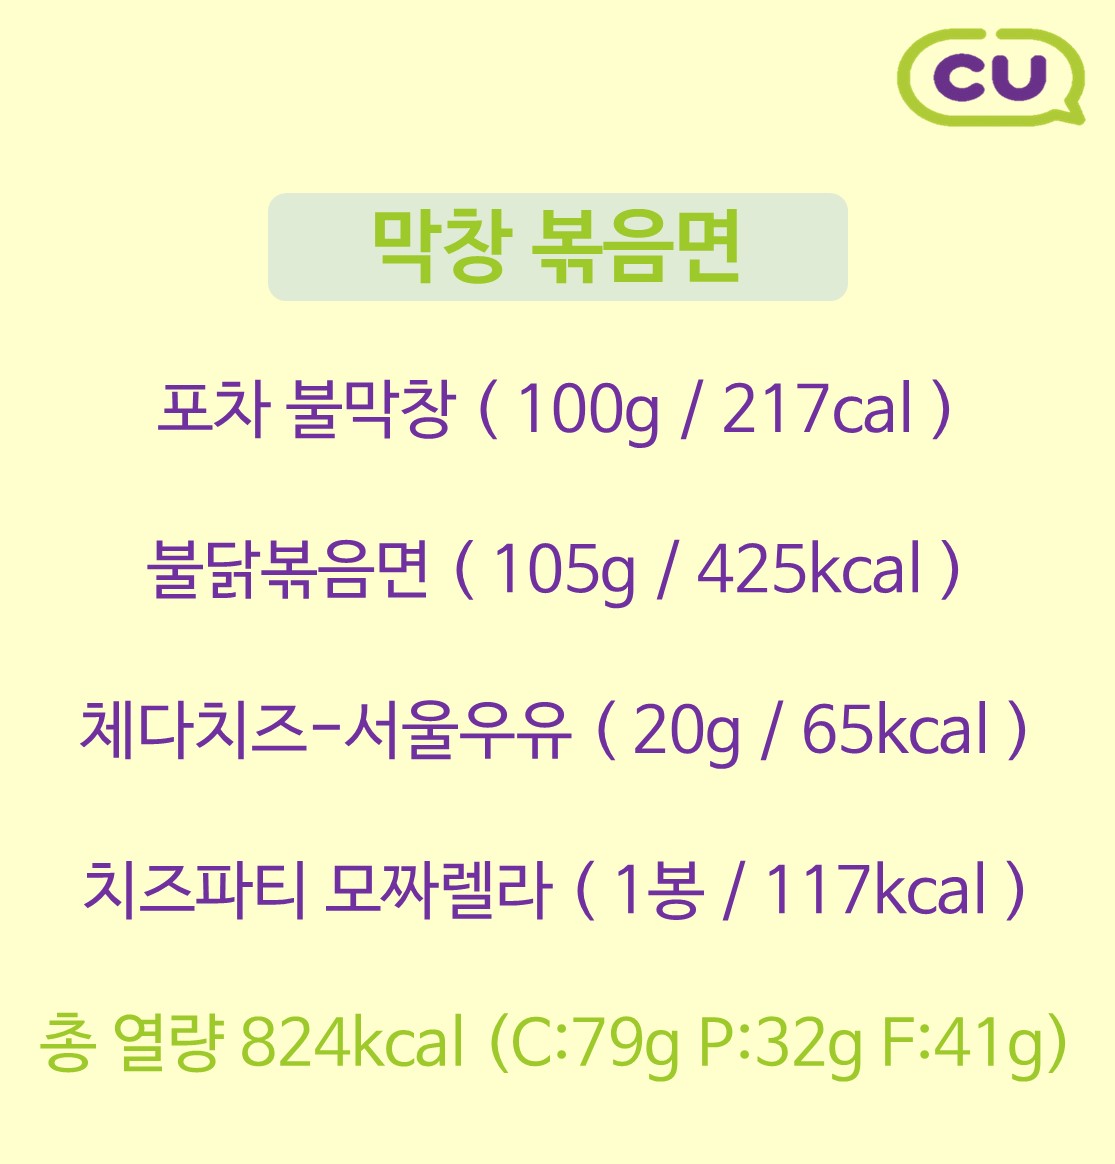 CU
막창 볶음면
포차 불막창 ( 100g / 217cal )
불닭볶음면 ( 105g / 425kcal )
체다치즈-서울우유 ( 20g / 65kcal )
치즈파티 모짜렐라 ( 1봉 / 117kcal )
총 열량 824kcal (C:79g P:32g F:41g)